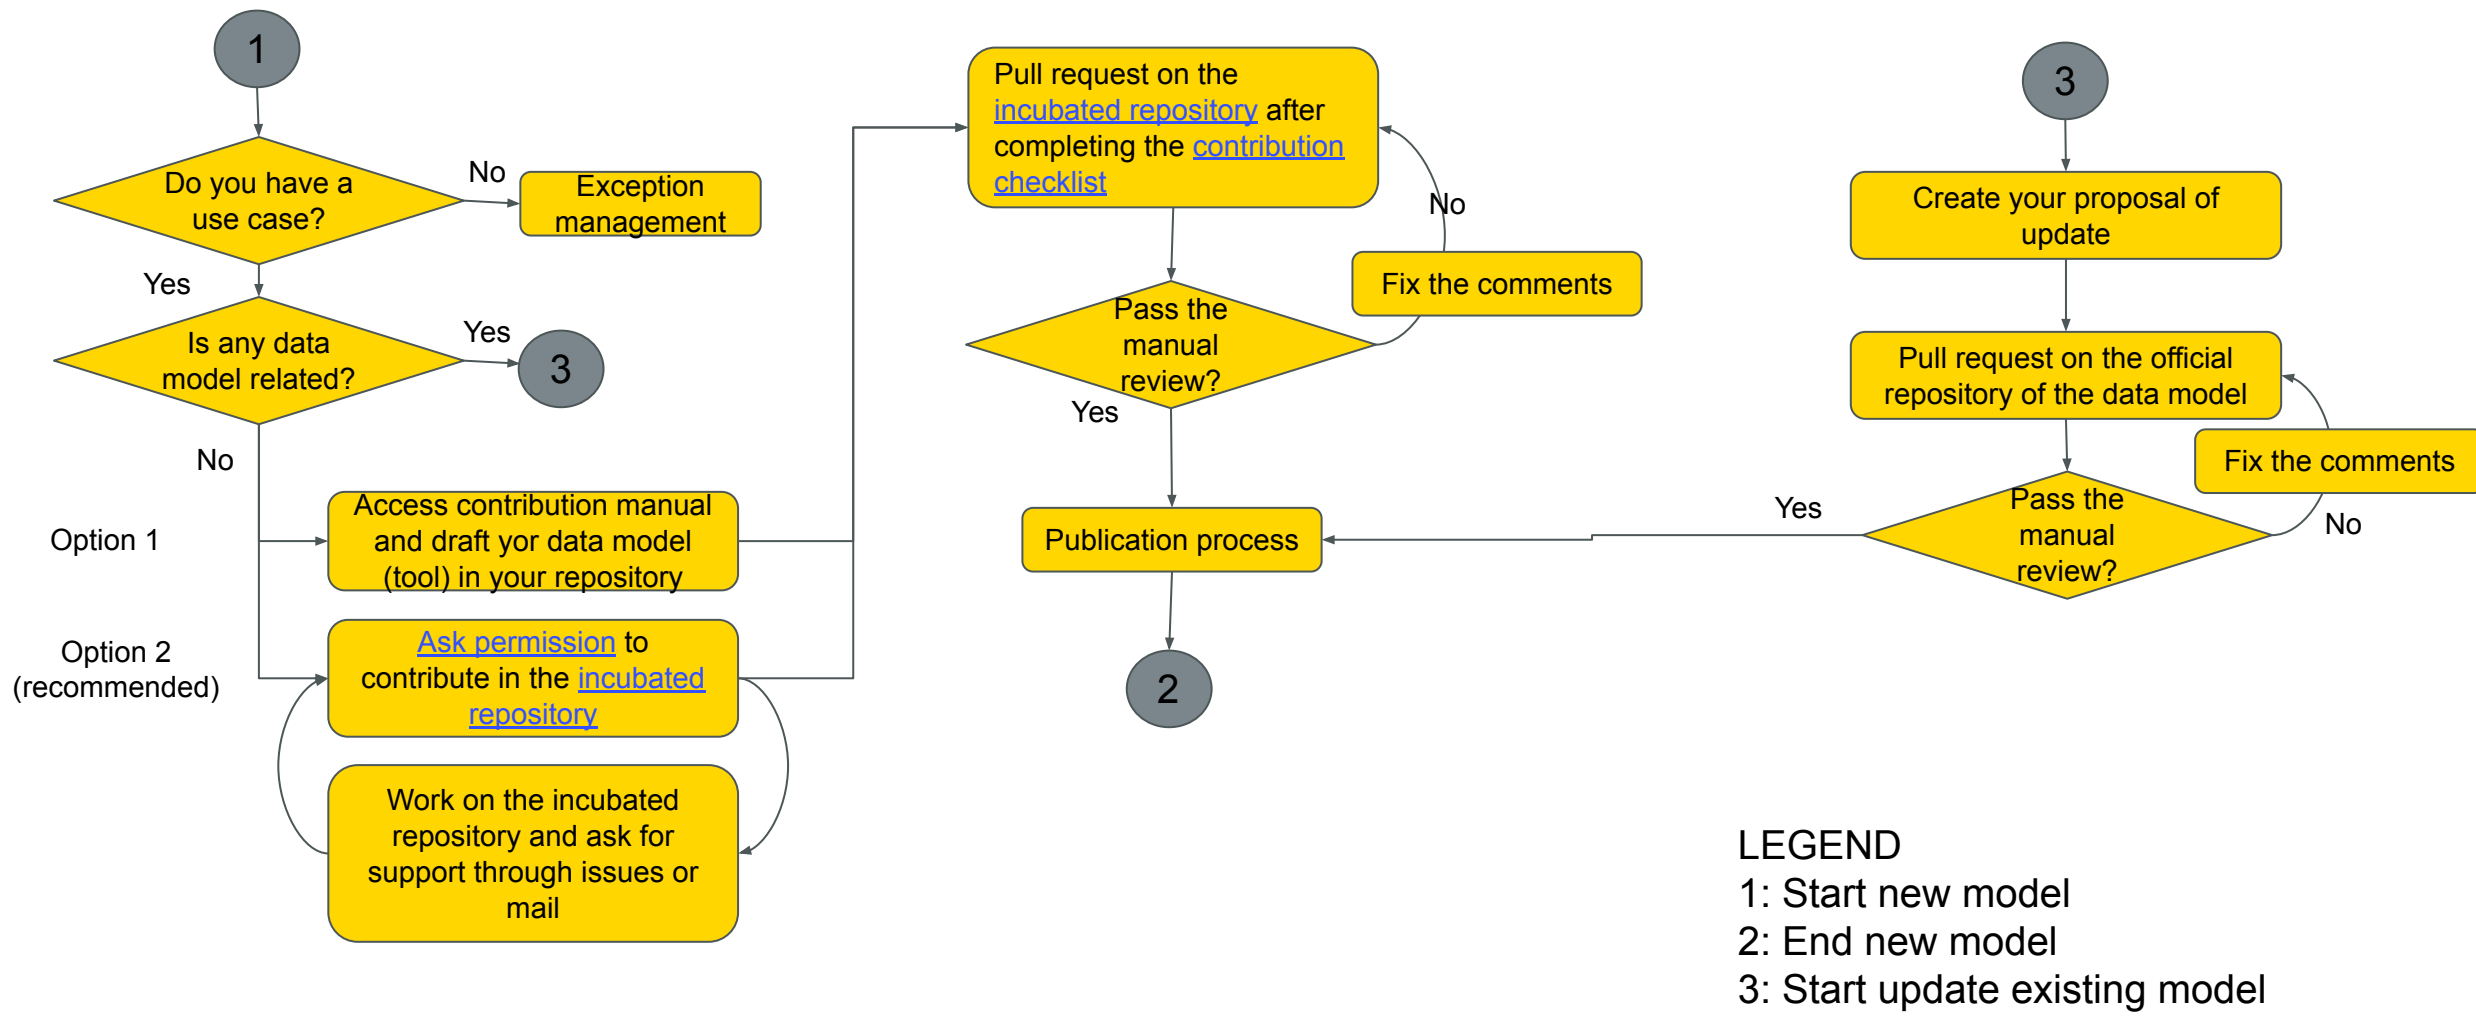 1
Do you have a
use case?
No
Exception
management
Yes
Is any data
model related?
Yes
3
No
Option 1
Access contribution manual
and draft yor data model
(tool) in your repository
Option 2
(recommended)
Ask permission to
contribute in the incubated
repository
Work on the incubated
repository and ask for
support through issues or
mail
Pull request on the
incubated repository after
completing the contribution
checklist
No
Fix the comments
Pass the
manual
review?
Yes
Publication process
2
3
Create your proposal of
update
Pull request on the official
repository of the data model
Fix the comments
Pass the
manual
review?
Yes
No
LEGEND
1: Start new model
2: End new model
3: Start update existing model